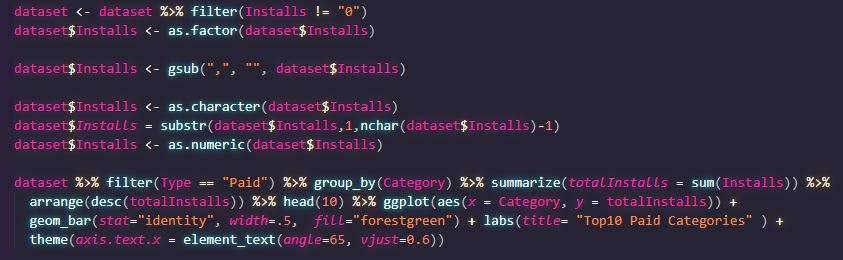 dataset <- dataset %>% filter(Installs != "0")
dataset$Installs <- as.factor(dataset$Installs)
dataset$Installs <- gsub(",", "", dataset$Installs)
dataset$Installs <- as.character(dataset$Installs)
dataset$Installs = substr(dataset$Installs,1,nchar(dataset$Installs)-1)
dataset$Installs <- as.numeric(dataset$Installs)
dataset %>% filter(Type == "Paid") %>% group_by(Category) %>% summarize(totalInstalls = sum(Installs)) %>%
arrange(desc(totalInstalls)) %>% head(10) %>% ggplot(aes(x = Category, y = totalInstalls)) +
geom_bar(stat="identity", width=.5,  fill="forestgreen") + labs(title= "Top10 Paid Categories" ) +
theme(axis.text.x = element_text(angle=65, vjust=0.6))